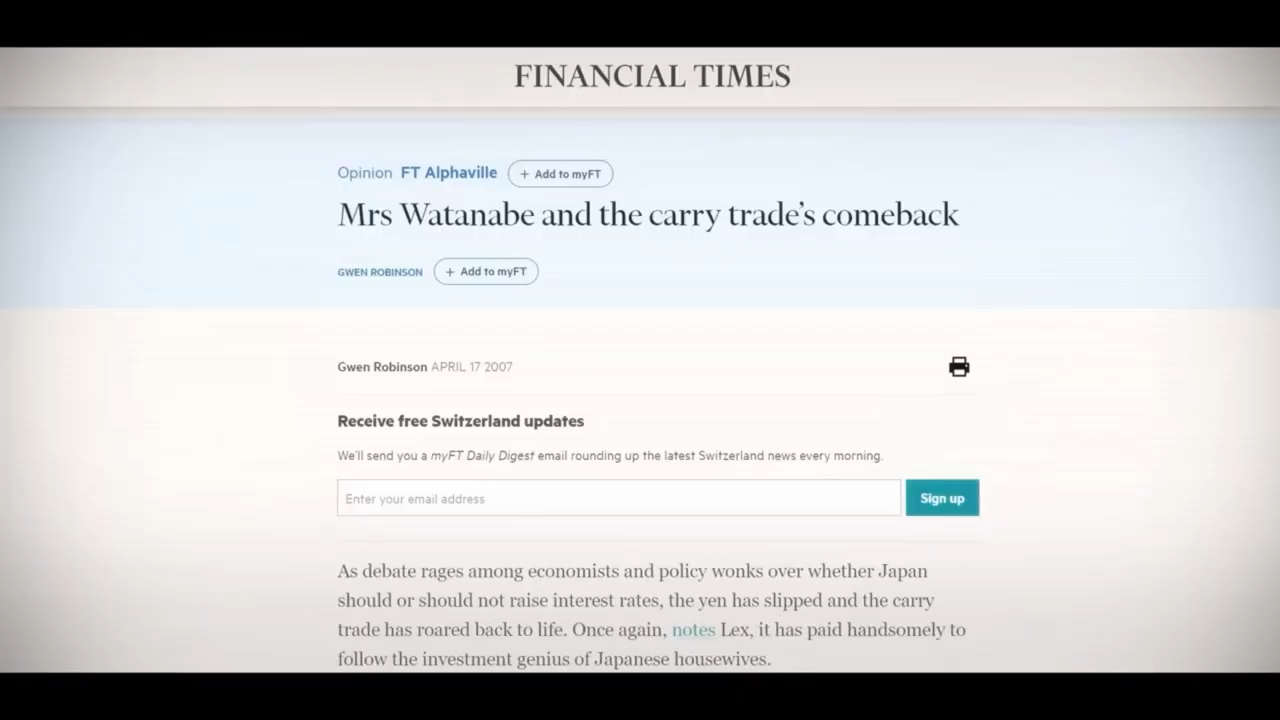 FINANCIAL TIMES
Opinion FT Alphaville + Add to myFT
Mrs Watanabe and the carry trade's comeback
GWEN ROBINSON + Add to myFT
Gwen Robinson APRIL 17 2007
Receive free Switzerland updates
We'll send you a myFT Daily Digest email rounding up the latest Switzerland news every morning.
Enter your email address
Sign up
As debate rages among economists and policy wonks over whether Japan
should or should not raise interest rates, the yen has slipped and the carry
trade has roared back to life. Once again, notes Lex, it has paid handsomely to
follow the investment genius of Japanese housewives.